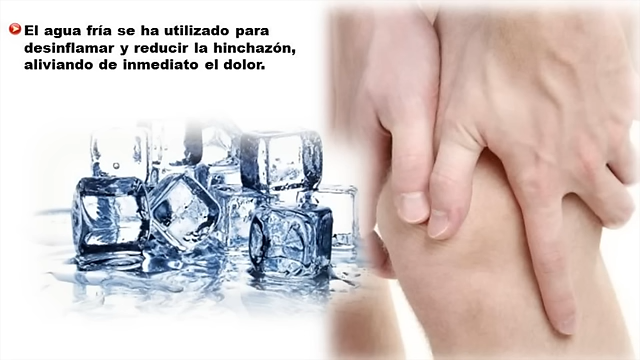 El agua fría se ha utilizado para
desinflamar y reducir la hinchazón,
aliviando de inmediato el dolor.